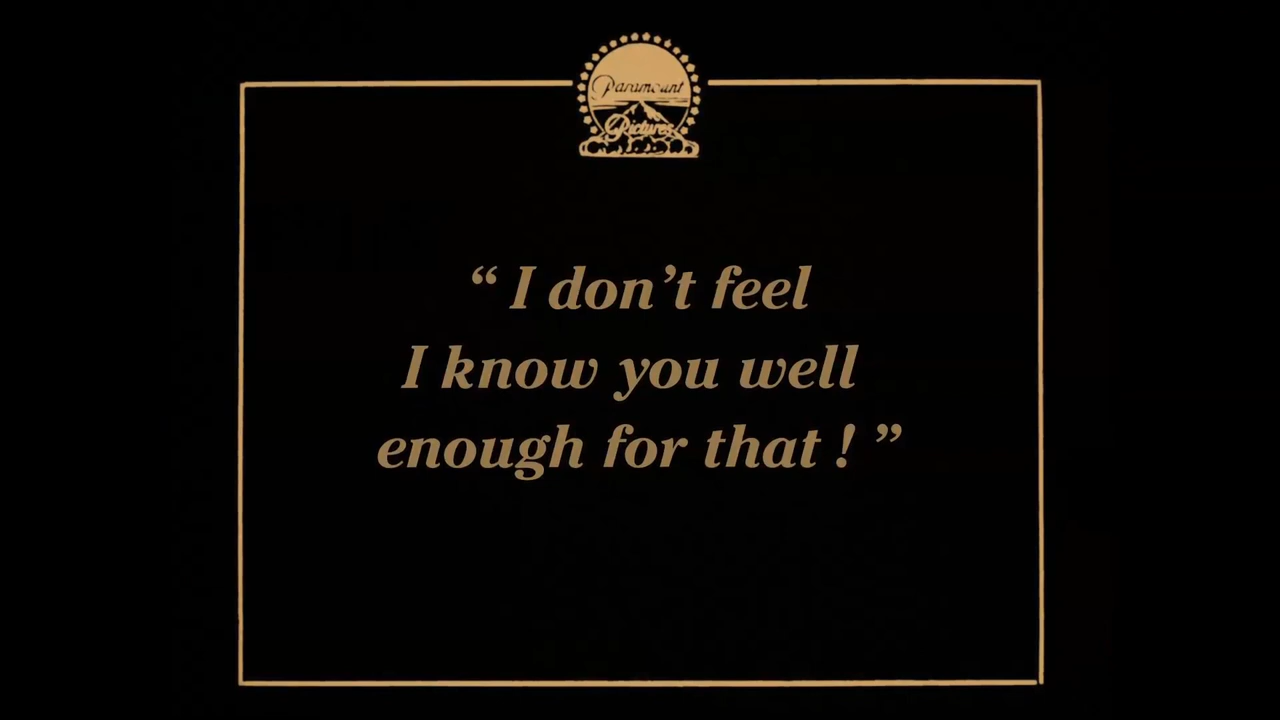 Paramount
Pictures
“ I don’t feel
I know you well
enough for that ! ”